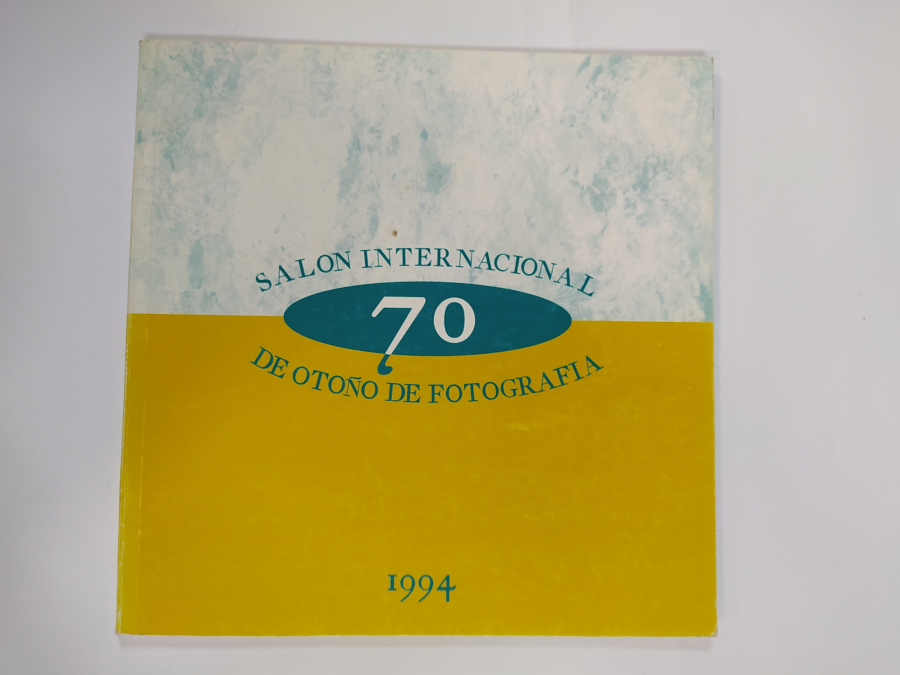 SALON INTERNACIONAL
70
DE OTOÑO DE FOTOGRAFIA
1994